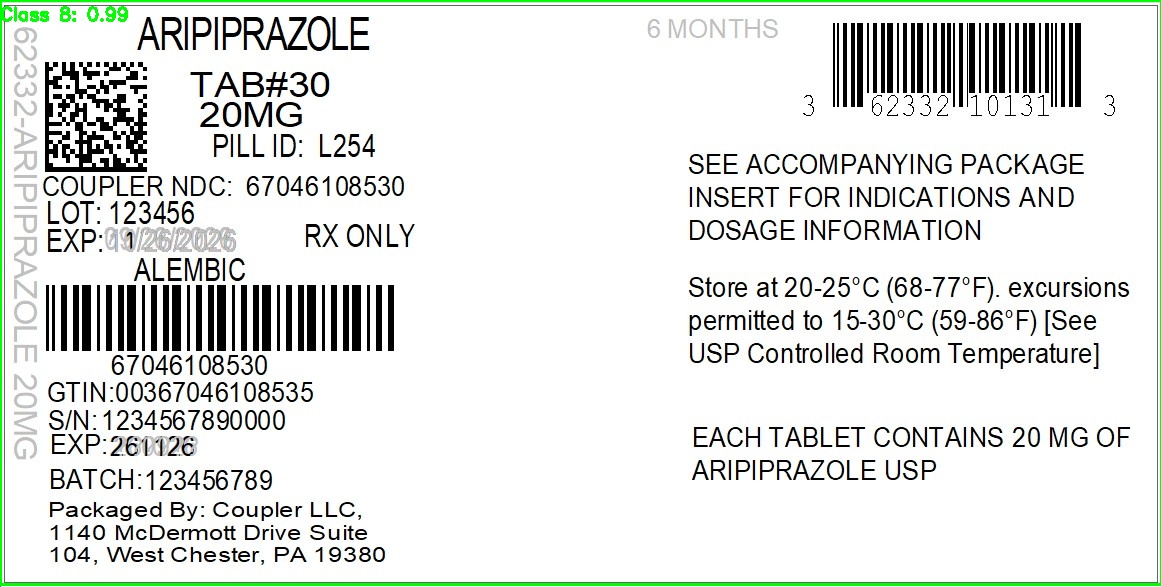 Class 8: 0.99
62332-ARIPIPRAZOLE 20MG
ARIPIPRAZOLE
TAB#30
20MG
PILL ID: L254
COUPLER NDC: 67046108530
LOT: 123456
EXP:
RX ONLY
ALEMBIC
67046108530
GTIN:00367046108535
S/N:1234567890000
EXP:
BATCH:123456789
Packaged By: Coupler LLC,
1140 McDermott Drive Suite
104, West Chester, PA 19380
6 MONTHS
3 62332 10131 3
SEE ACCOMPANYING PACKAGE
INSERT FOR INDICATIONS AND
DOSAGE INFORMATION
Store at 20-25°C (68-77°F). excursions
permitted to 15-30°C (59-86°F) [See
USP Controlled Room Temperature]
EACH TABLET CONTAINS 20 MG OF
ARIPIPRAZOLE USP